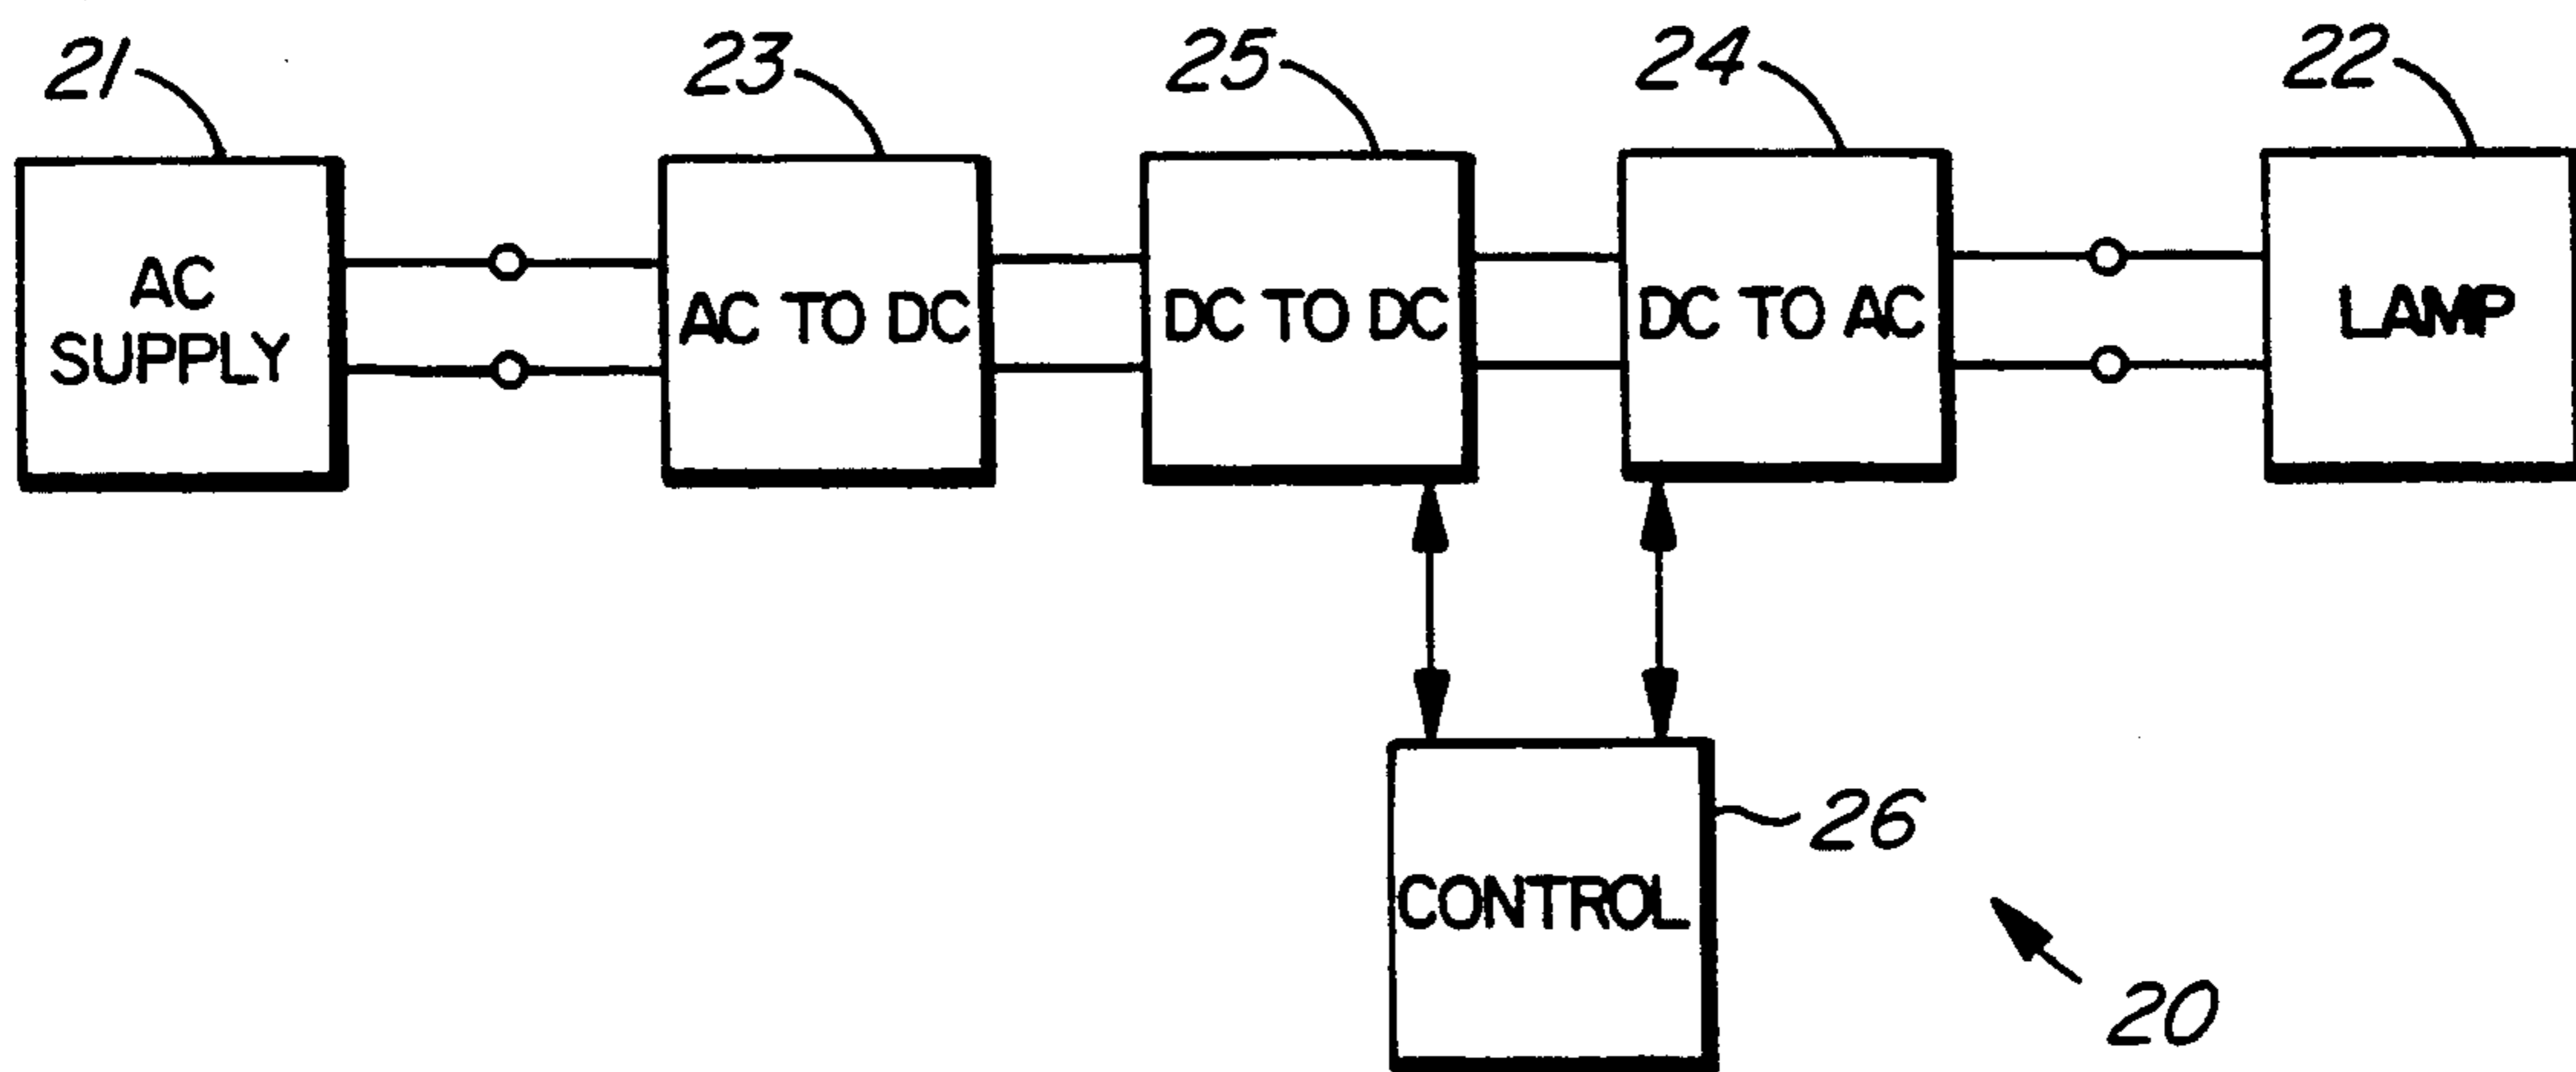 21
23
25
24
22
AC
SUPPLY
AC TO DC
DC TO DC
DC TO AC
LAMP
26
CONTROL
20